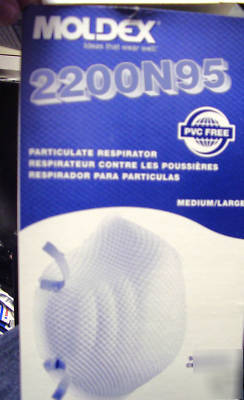 MOLDEX
Ideas that wear well
2200N95
PVC FREE
PARTICULATE RESPIRATOR
RESPIRATEUR CONTRE LES POUSSIÈRES
RESPIRADOR PARA PARTICULAS
MEDIUM/LARGE